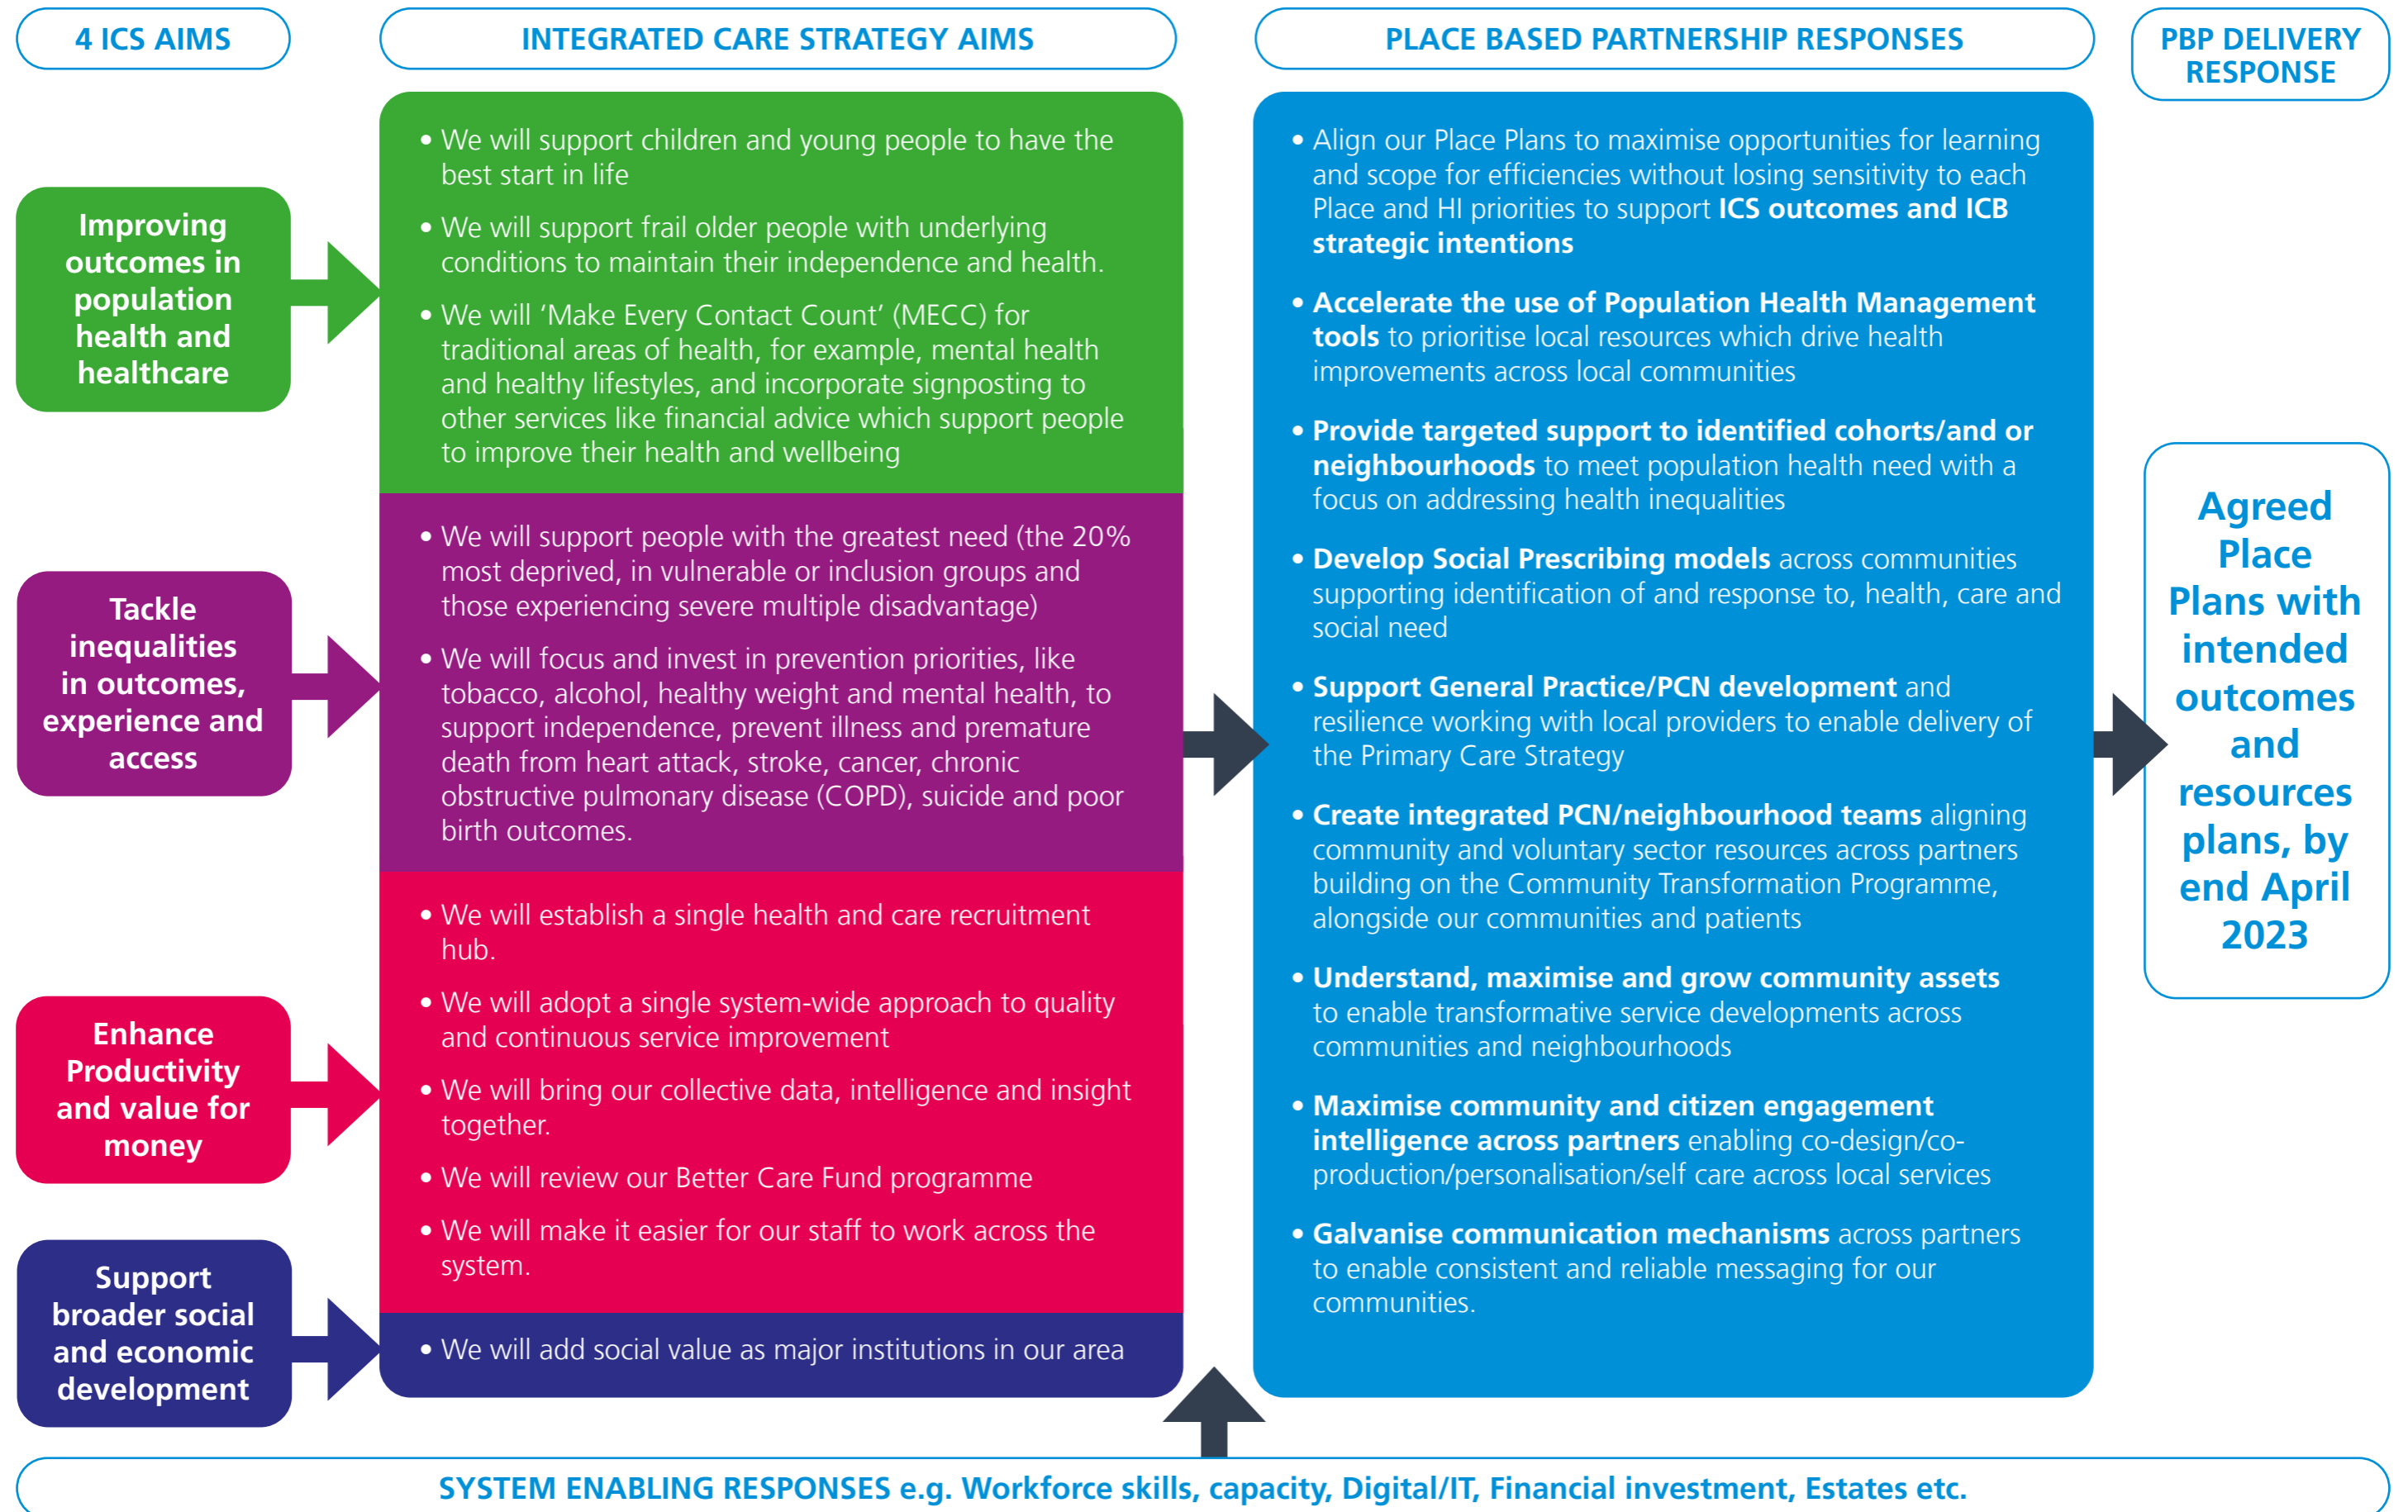 4 ICS AIMS
INTEGRATED CARE STRATEGY AIMS
PLACE BASED PARTNERSHIP RESPONSES
PBP DELIVERY
RESPONSE
Improving
outcomes in
population
health and
healthcare
Tackle
inequalities
in outcomes,
experience and
access
Enhance
Productivity
and value for
money
Support
broader social
and economic
development
• We will support children and young people to have the
best start in life
• We will support frail older people with underlying
conditions to maintain their independence and health.
• We will ‘Make Every Contact Count’ (MECC) for
traditional areas of health, for example, mental health
and healthy lifestyles, and incorporate signposting to
other services like financial advice which support people
to improve their health and wellbeing
• We will support people with the greatest need (the 20%
most deprived, in vulnerable or inclusion groups and
those experiencing severe multiple disadvantage)
• We will focus and invest in prevention priorities, like
tobacco, alcohol, healthy weight and mental health, to
support independence, prevent illness and premature
death from heart attack, stroke, cancer, chronic
obstructive pulmonary disease (COPD), suicide and poor
birth outcomes.
• We will establish a single health and care recruitment
hub.
• We will adopt a single system-wide approach to quality
and continuous service improvement
• We will bring our collective data, intelligence and insight
together.
• We will review our Better Care Fund programme
• We will make it easier for our staff to work across the
system.
• We will add social value as major institutions in our area
• Align our Place Plans to maximise opportunities for learning
and scope for efficiencies without losing sensitivity to each
Place and HI priorities to support ICS outcomes and ICB
strategic intentions
• Accelerate the use of Population Health Management
tools to prioritise local resources which drive health
improvements across local communities
• Provide targeted support to identified cohorts/and or
neighbourhoods to meet population health need with a
focus on addressing health inequalities
• Develop Social Prescribing models across communities
supporting identification of and response to, health, care and
social need
• Support General Practice/PCN development and
resilience working with local providers to enable delivery of
the Primary Care Strategy
• Create integrated PCN/neighbourhood teams aligning
community and voluntary sector resources across partners
building on the Community Transformation Programme,
alongside our communities and patients
• Understand, maximise and grow community assets
to enable transformative service developments across
communities and neighbourhoods
• Maximise community and citizen engagement
intelligence across partners enabling co-design/co-
production/personalisation/self care across local services
• Galvanise communication mechanisms across partners
to enable consistent and reliable messaging for our
communities.
Agreed
Place
Plans with
intended
outcomes
and
resources
plans, by
end April
2023
SYSTEM ENABLING RESPONSES e.g. Workforce skills, capacity, Digital/IT, Financial investment, Estates etc.